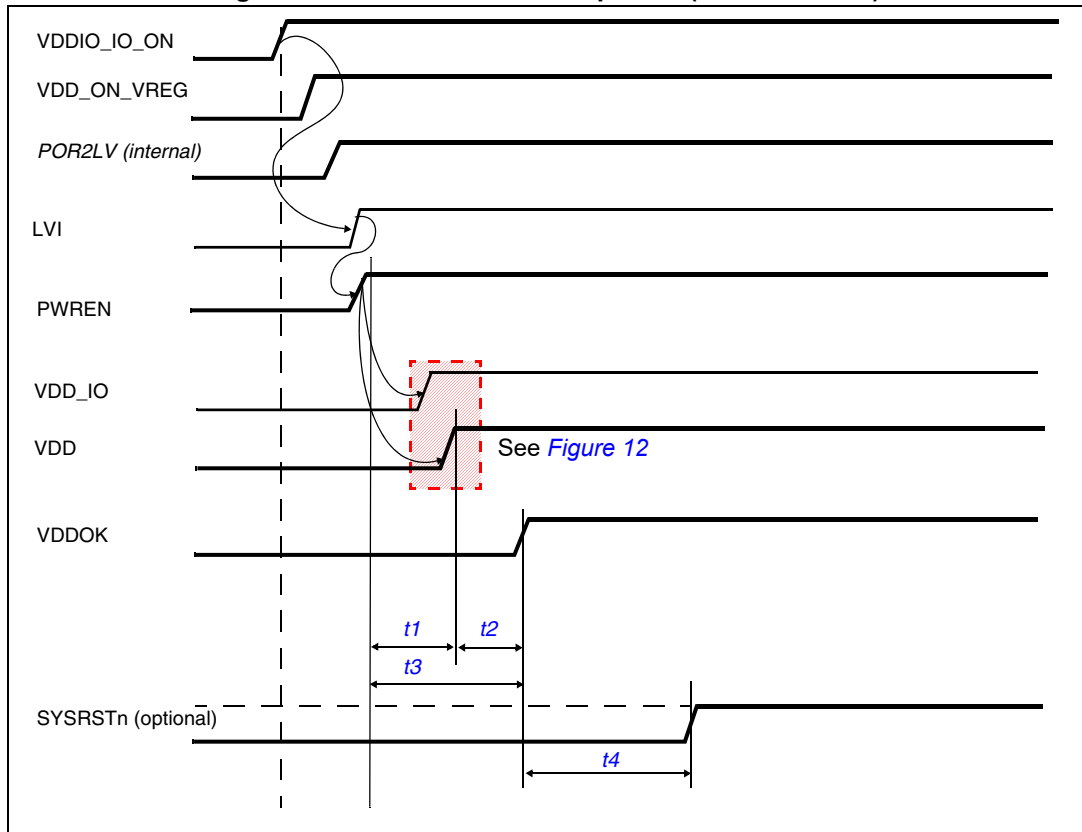 VDDIO_IO_ON
VDD_ON_VREG
POR2LV (internal)
LVI
PWREN
VDD_IO
VDD
See Figure 12
VDDOK
t1
t2
t3
SYSRSTn (optional)
t4